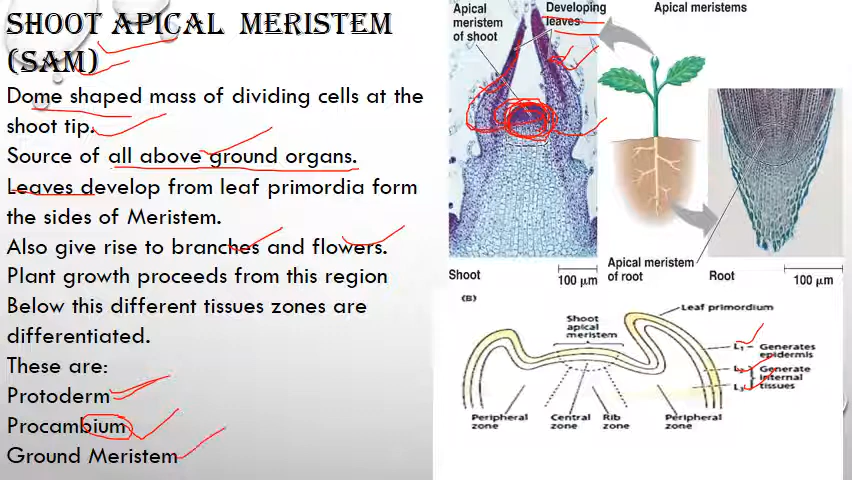 SHOOT APICAL MERISTEM
(SAM)
Dome shaped mass of dividing cells at the
shoot tip.
Source of all above ground organs.
Leaves develop from leaf primordia form
the sides of Meristem.
Also give rise to branches and flowers.
Plant growth proceeds from this region
Below this different tissues zones are
differentiated.
These are:
Protoderm
Procambium
Ground Meristem
Apical
meristem
of shoot
Developing
leaves
Apical meristems
Shoot
100 µm
Apical meristem
of root
Root
100 µm
(B)
Shoot
apical
meristem
Leaf primordium
L1
Generates
epidermis
L2
L3
Generate
internal
tissues
Peripheral
zone
Central
zone
Rib
zone
Peripheral
zone